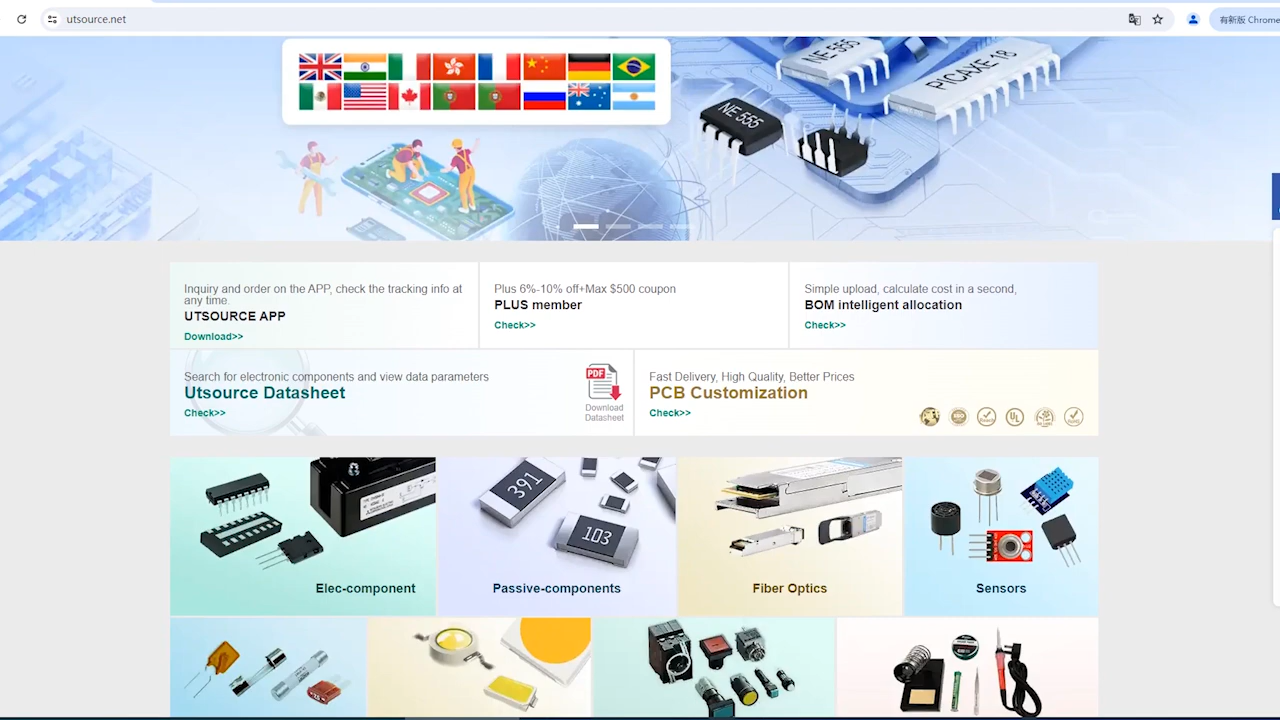 utsource.net
有新版 Chrome
NE 555
PICAXE-18
NE 555
Inquiry and order on the APP, check the tracking info at
any time.
UTSOURCE APP
Download>>
Plus 6%-10% off+Max $500 coupon
PLUS member
Check>>
Simple upload, calculate cost in a second,
BOM intelligent allocation
Check>>
Search for electronic components and view data parameters
Utsource Datasheet
Check>>
PDF
Download
Datasheet
Fast Delivery, High Quality, Better Prices
PCB Customization
Check>>
UL
391
103
Elec-component
Passive-components
Fiber Optics
Sensors